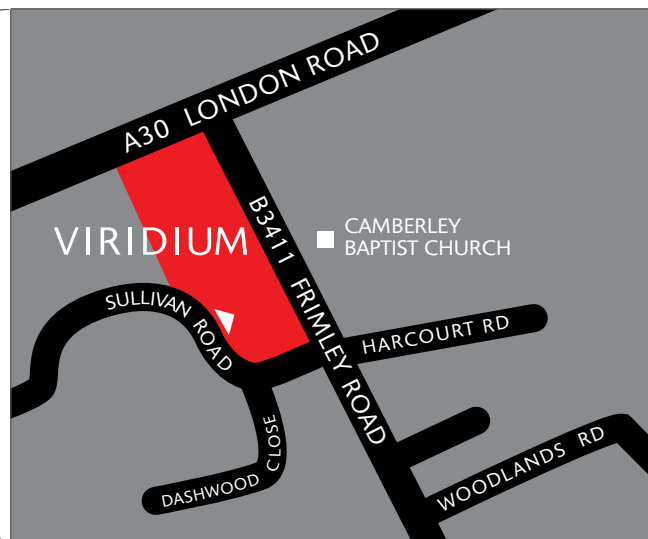 A30 LONDON ROAD
B3411 FRIMLEY ROAD
VIRIDIUM
CAMBERLEY
BAPTIST CHURCH
SULLIVAN ROAD
HARCOURT RD
DASHWOOD CLOSE
WOODLANDS RD